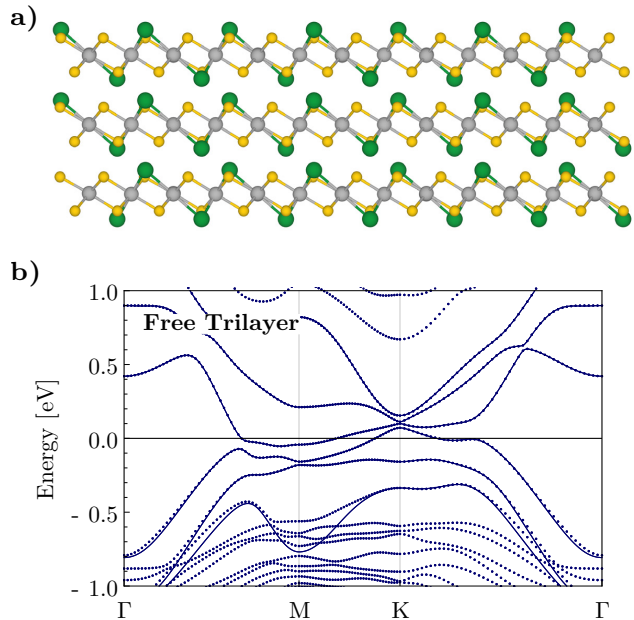 a)
b)
Free Trilayer
Energy [eV]
1.0
0.5
0.0
- 0.5
- 1.0
Γ M K Γ